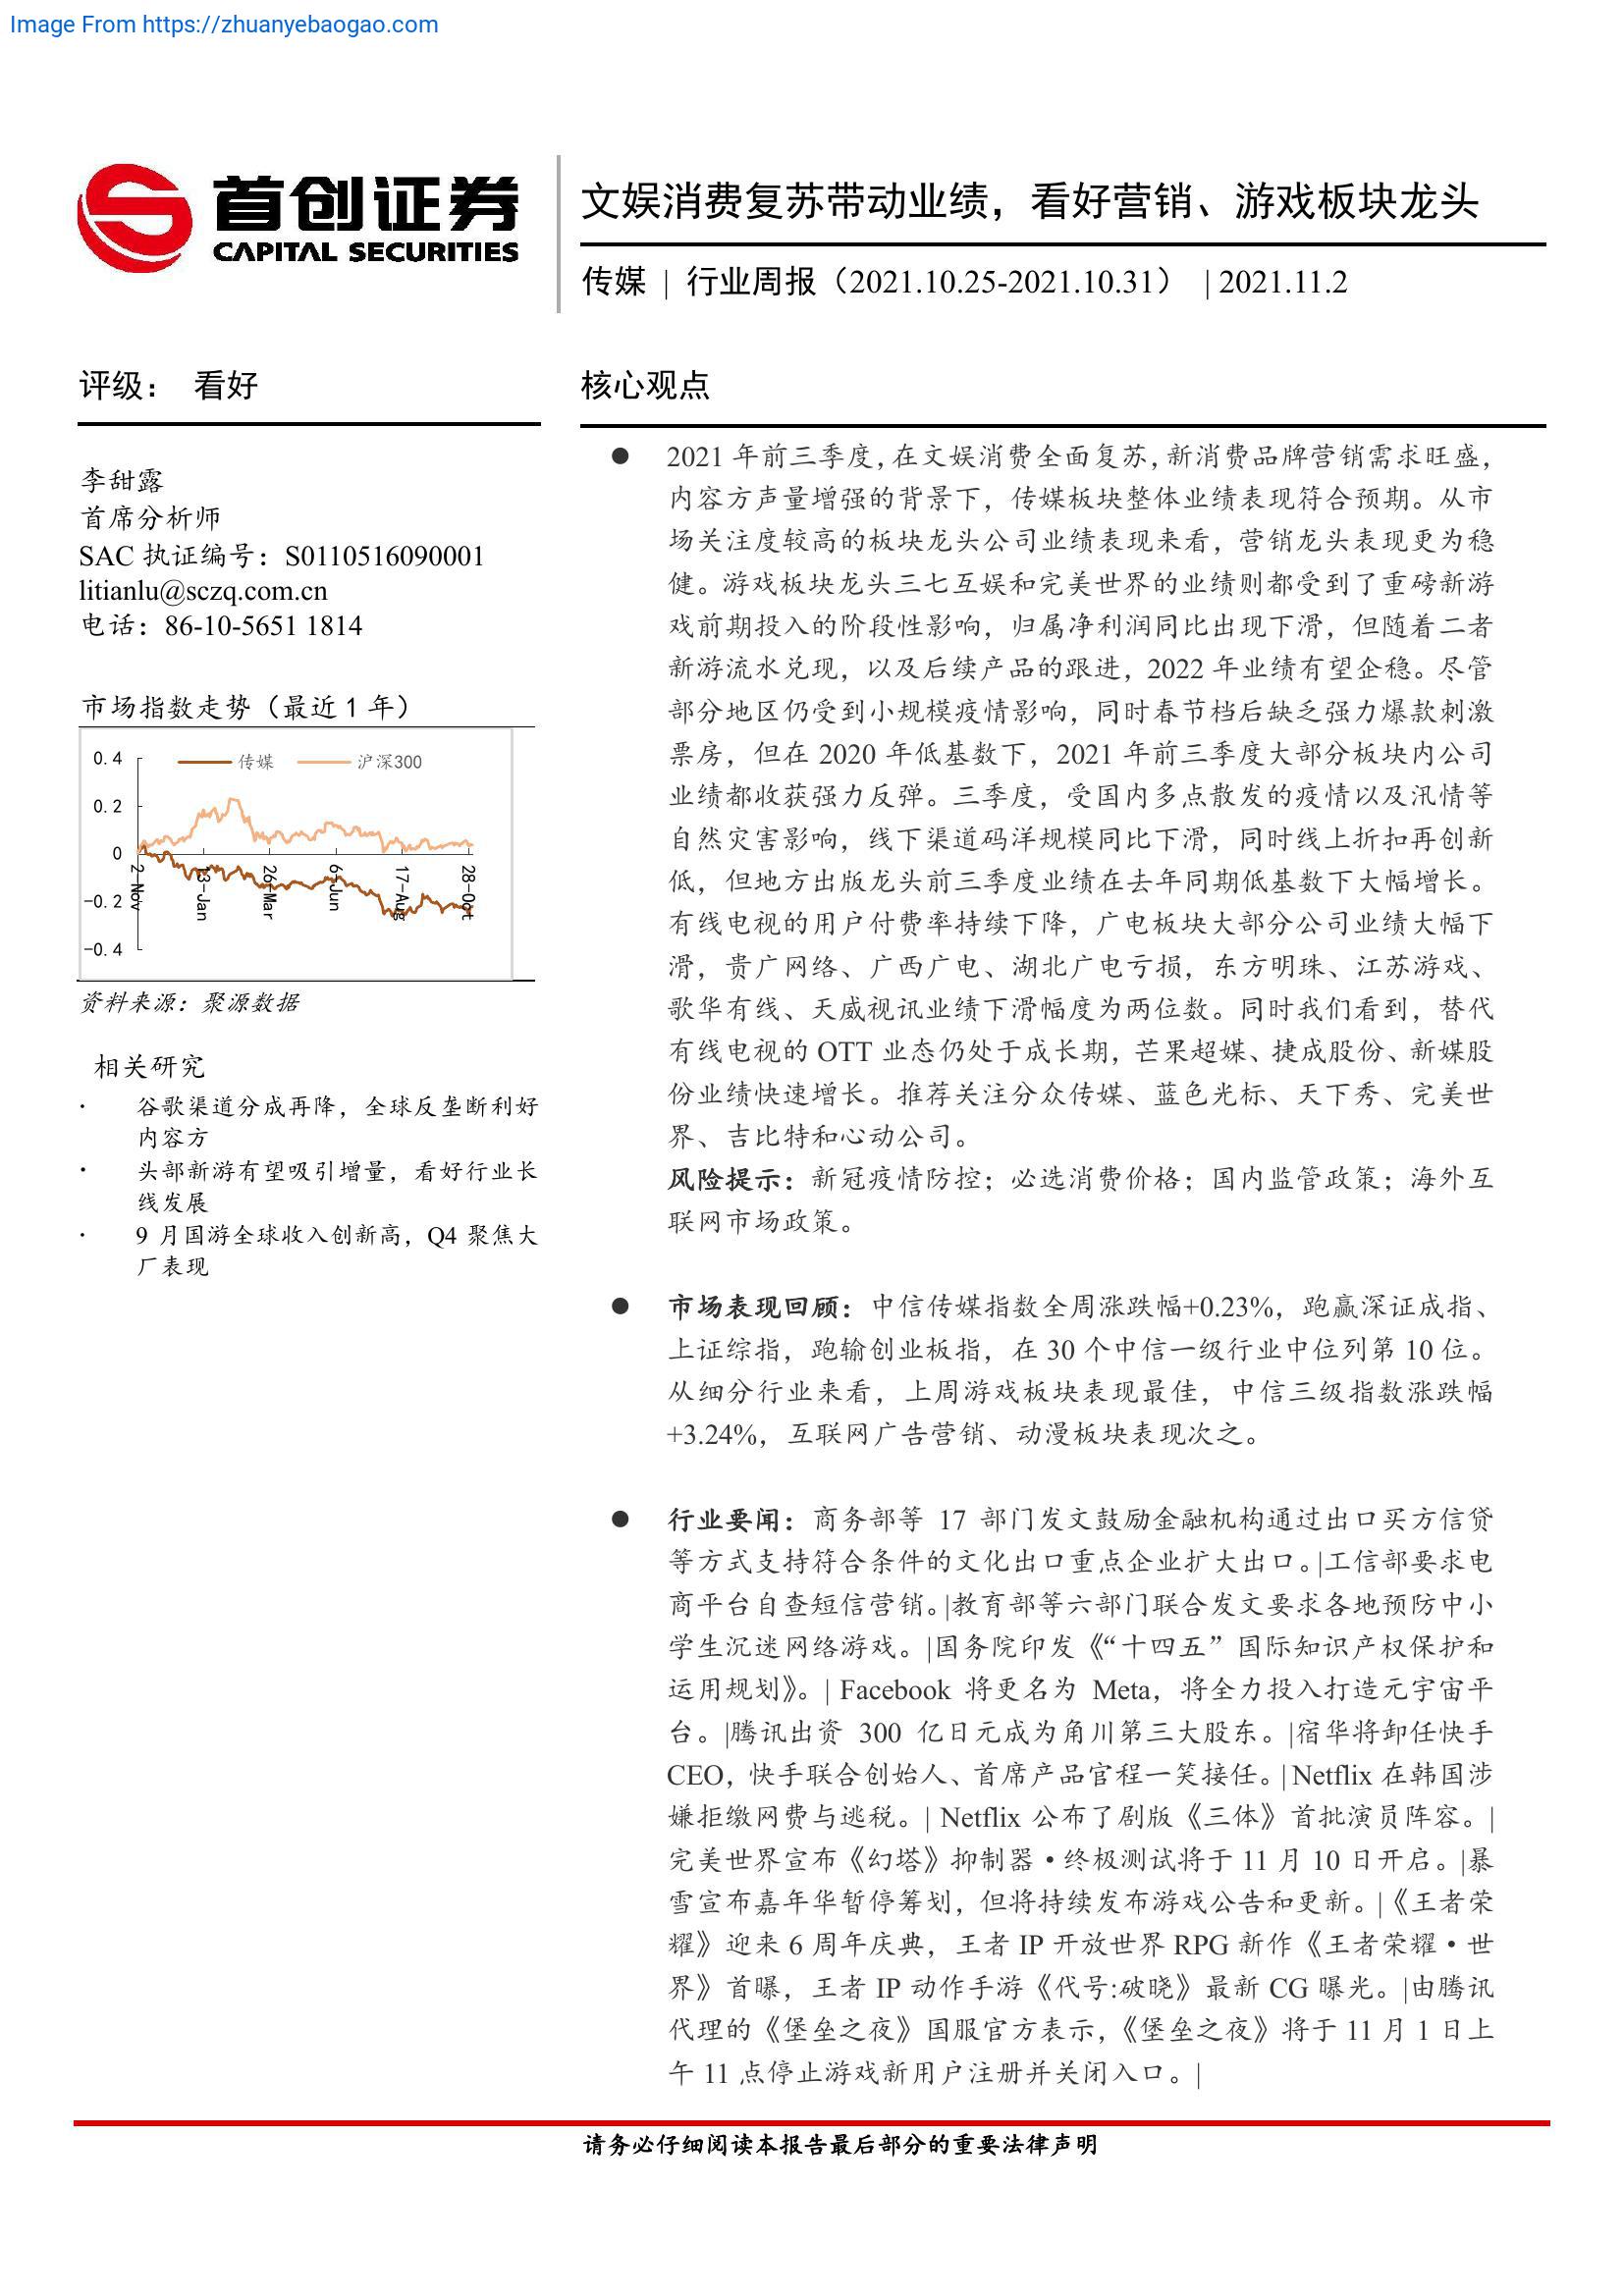 Image From https://zhuanyebaogao.com
首创证券
CAPITAL SECURITIES
文娱消费复苏带动业绩，看好营销、游戏板块龙头
传媒 | 行业周报（2021.10.25-2021.10.31） | 2021.11.2
评级： 看好
李甜露
首席分析师
SAC 执证编号：S0110516090001
litianlu@sczq.com.cn
电话：86-10-5651 1814
市场指数走势（最近 1 年）
传媒 沪深300
0.4
0.2
0
-0.2
-0.4
2-Nov
13-Jan
26-Mar
6-Jun
17-Aug
28-Oct
资料来源：聚源数据
相关研究
· 谷歌渠道分成再降，全球反垄断利好
内容方
· 头部新游有望吸引增量，看好行业长
线发展
· 9 月国游全球收入创新高，Q4 聚焦大
厂表现
核心观点
● 2021 年前三季度，在文娱消费全面复苏，新消费品牌营销需求旺盛，
内容方声量增强的背景下，传媒板块整体业绩表现符合预期。从市
场关注度较高的板块龙头公司业绩表现来看，营销龙头表现更为稳
健。游戏板块龙头三七互娱和完美世界的业绩则都受到了重磅新游
戏前期投入的阶段性影响，归属净利润同比出现下滑，但随着二者
新游流水兑现，以及后续产品的跟进，2022 年业绩有望企稳。尽管
部分地区仍受到小规模疫情影响，同时春节档后缺乏强力爆款刺激
票房，但在 2020 年低基数下，2021 年前三季度大部分板块内公司
业绩都收获强力反弹。三季度，受国内多点散发的疫情以及汛情等
自然灾害影响，线下渠道码洋规模同比下滑，同时线上折扣再创新
低，但地方出版龙头前三季度业绩在去年同期低基数下大幅增长。
有线电视的用户付费率持续下降，广电板块大部分公司业绩大幅下
滑，贵广网络、广西广电、湖北广电亏损，东方明珠、江苏游戏、
歌华有线、天威视讯业绩下滑幅度为两位数。同时我们看到，替代
有线电视的 OTT 业态仍处于成长期，芒果超媒、捷成股份、新媒股
份业绩快速增长。推荐关注分众传媒、蓝色光标、天下秀、完美世
界、吉比特和心动公司。
风险提示：新冠疫情防控；必选消费价格；国内监管政策；海外互
联网市场政策。
● 市场表现回顾：中信传媒指数全周涨跌幅+0.23%，跑赢深证成指、
上证综指，跑输创业板指，在 30 个中信一级行业中位列第 10 位。
从细分行业来看，上周游戏板块表现最佳，中信三级指数涨跌幅
+3.24%，互联网广告营销、动漫板块表现次之。
● 行业要闻：商务部等 17 部门发文鼓励金融机构通过出口买方信贷
等方式支持符合条件的文化出口重点企业扩大出口。|工信部要求电
商平台自查短信营销。|教育部等六部门联合发文要求各地预防中小
学生沉迷网络游戏。|国务院印发《“十四五”国际知识产权保护和
运用规划》。| Facebook 将更名为 Meta，将全力投入打造元宇宙平
台。|腾讯出资 300 亿日元成为角川第三大股东。|宿华将卸任快手
CEO，快手联合创始人、首席产品官程一笑接任。| Netflix 在韩国涉
嫌拒缴网费与逃税。| Netflix 公布了剧版《三体》首批演员阵容。|
完美世界宣布《幻塔》抑制器·终极测试将于 11 月 10 日开启。|暴
雪宣布嘉年华暂停筹划，但将持续发布游戏公告和更新。|《王者荣
耀》迎来 6 周年庆典，王者 IP 开放世界 RPG 新作《王者荣耀·世
界》首曝，王者 IP 动作手游《代号:破晓》最新 CG 曝光。|由腾讯
代理的《堡垒之夜》国服官方表示，《堡垒之夜》将于 11 月 1 日上
午 11 点停止游戏新用户注册并关闭入口。|
请务必仔细阅读本报告最后部分的重要法律声明